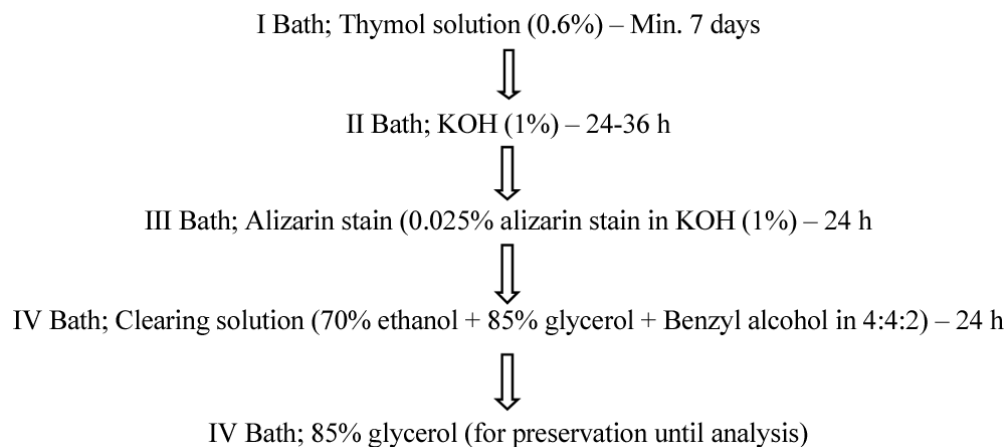 I Bath; Thymol solution (0.6%) – Min. 7 days
II Bath; KOH (1%) – 24-36 h
III Bath; Alizarin stain (0.025% alizarin stain in KOH (1%) – 24 h
IV Bath; Clearing solution (70% ethanol + 85% glycerol + Benzyl alcohol in 4:4:2) – 24 h
IV Bath; 85% glycerol (for preservation until analysis)